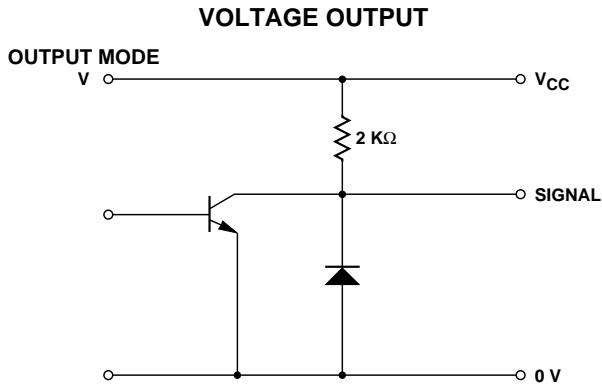 VOLTAGE OUTPUT
OUTPUT MODE
V
VCC
2 KΩ
SIGNAL
0 V